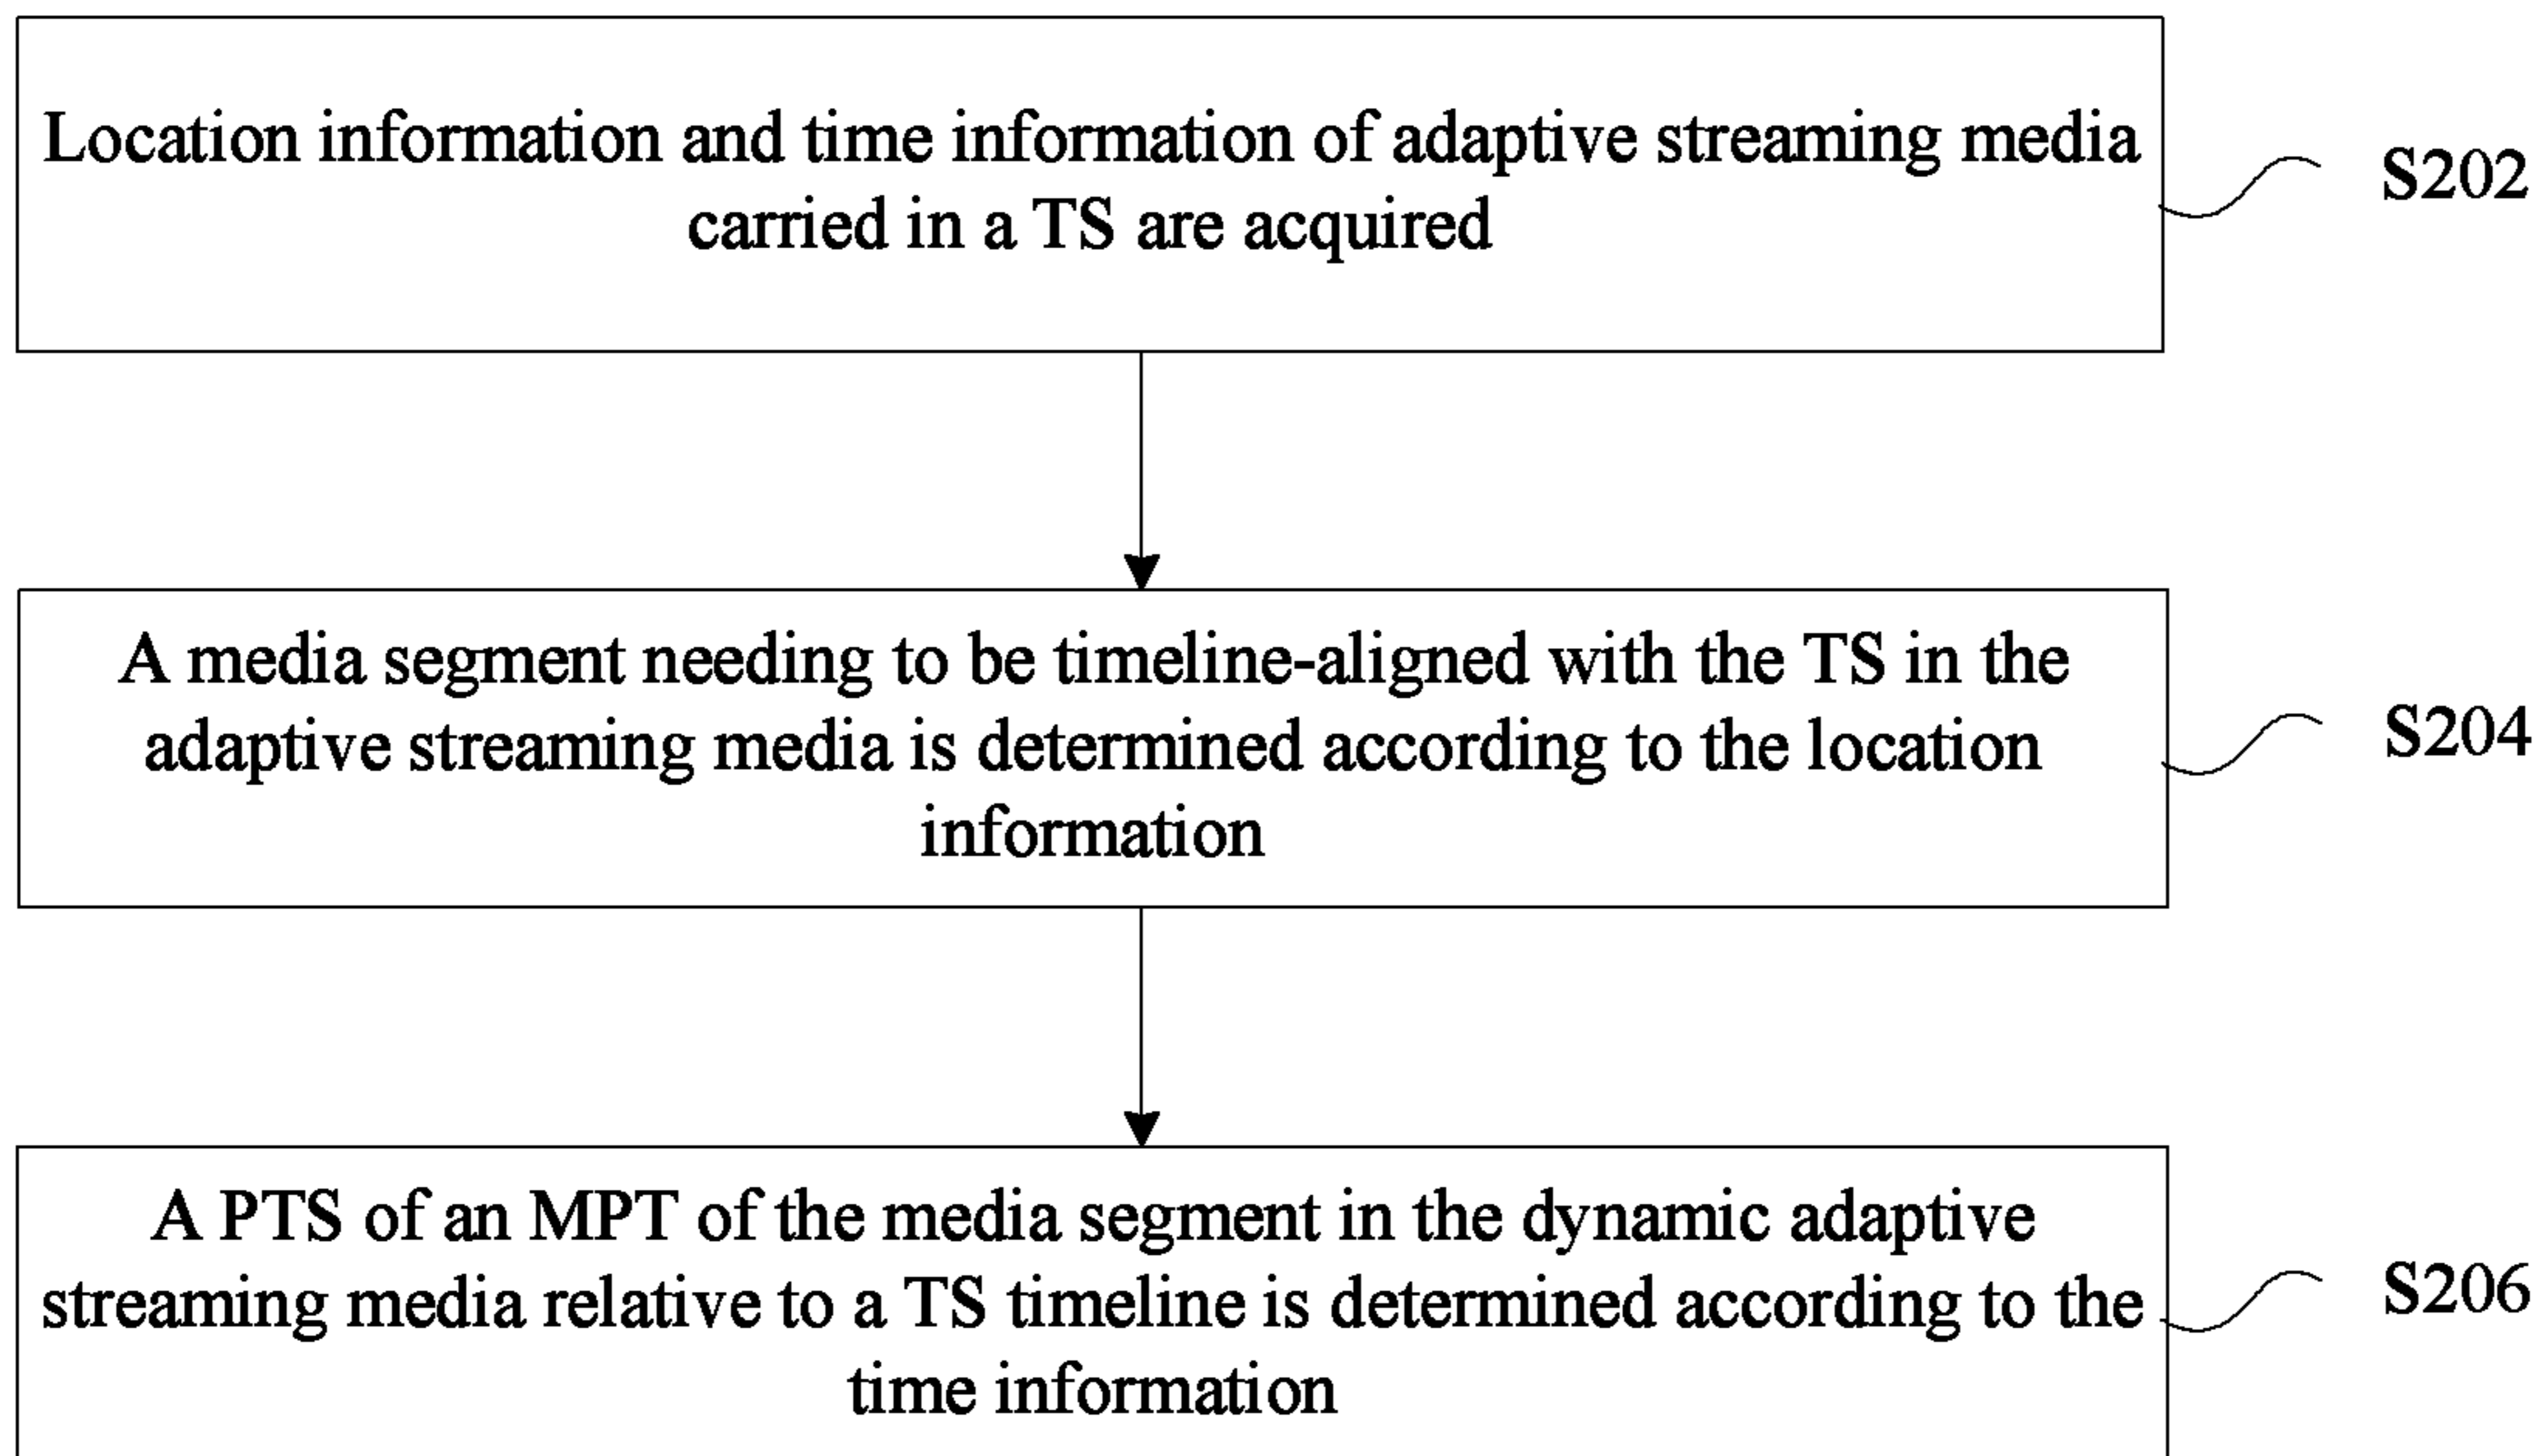 Location information and time information of adaptive streaming media
carried in a TS are acquired
S202
A media segment needing to be timeline-aligned with the TS in the
adaptive streaming media is determined according to the location
information
S204
A PTS of an MPT of the media segment in the dynamic adaptive
streaming media relative to a TS timeline is determined according to the
time information
S206